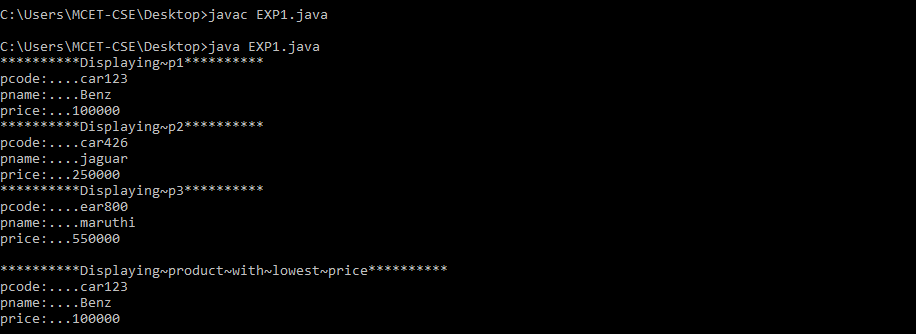 C:\Users\MCET-CSE\Desktop>javac EXP1.java
C:\Users\MCET-CSE\Desktop>java EXP1.java
**********Displaying~p1**********
pcode:....car123
pname:....Benz
price:...100000
**********Displaying~p2**********
pcode:....car426
pname:....jaguar
price:...250000
**********Displaying~p3**********
pcode:....ear800
pname:....maruthi
price:...550000
**********Displaying~product~with~lowest~price**********
pcode:....car123
pname:....Benz
price:...100000